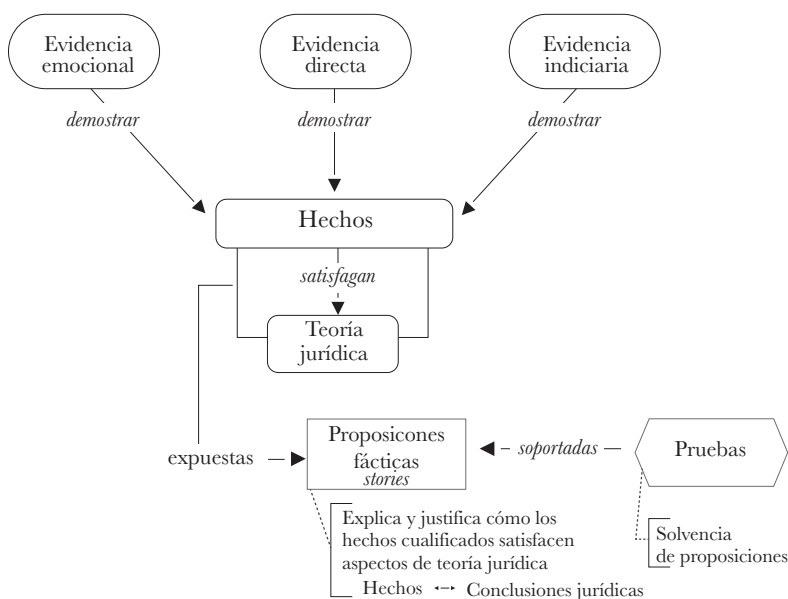 Evidencia
emocional
Evidencia
directa
Evidencia
indiciaria
demostrar
demostrar
demostrar
Hechos
satisfagan
Teoría
jurídica
expuestas
Proposicones
fácticas
stories
soportadas
Pruebas
Explica y justifica cómo los
hechos cualificados satisfacen
aspectos de teoría jurídica
Hechos ↔ Conclusiones jurídicas
Solvencia
de proposiciones